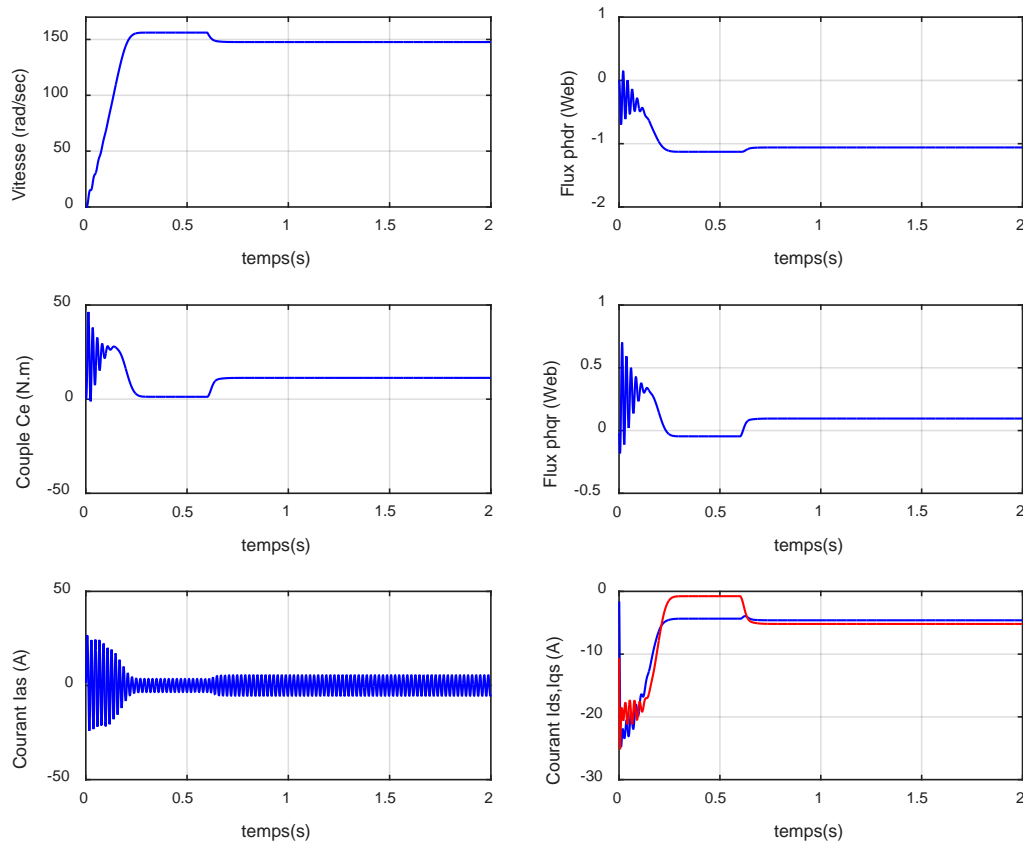 150
100
50
0
Vitesse (rad/sec)
0 0.5 1 1.5 2
temps(s)
1
0
-1
-2
Flux phdr (Web)
0 0.5 1 1.5 2
temps(s)
50
0
-50
Couple Ce (N.m)
0 0.5 1 1.5 2
temps(s)
1
0.5
0
-0.5
Flux phqr (Web)
0 0.5 1 1.5 2
temps(s)
50
0
-50
Courant Ias (A)
0 0.5 1 1.5 2
temps(s)
0
-10
-20
-30
Courant Ids,Iqs (A)
0 0.5 1 1.5 2
temps(s)